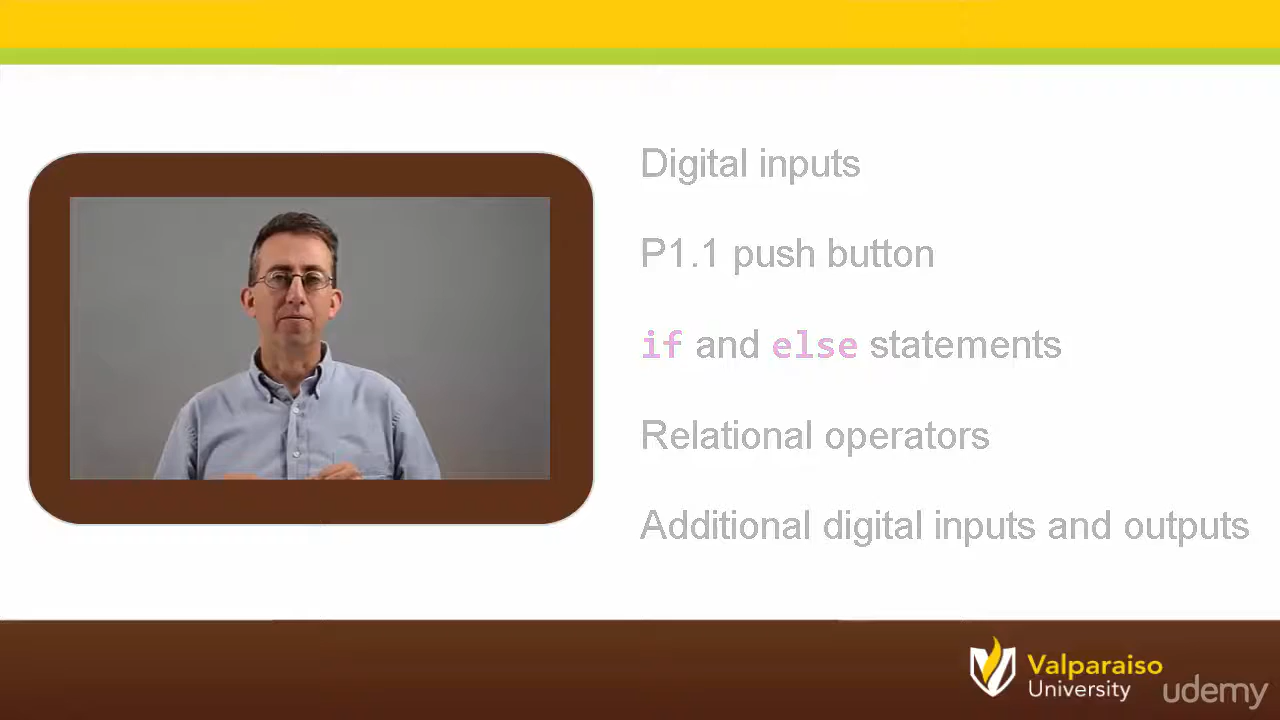 Digital inputs
P1.1 push button
if and else statements
Relational operators
Additional digital inputs and outputs
Valparaiso
University
udemy